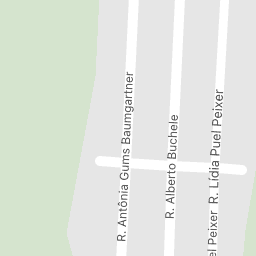 R. Antônia Gums Baumgartner
R. Alberto Buchele
R. Lídia Puel Peixer
el Peixer